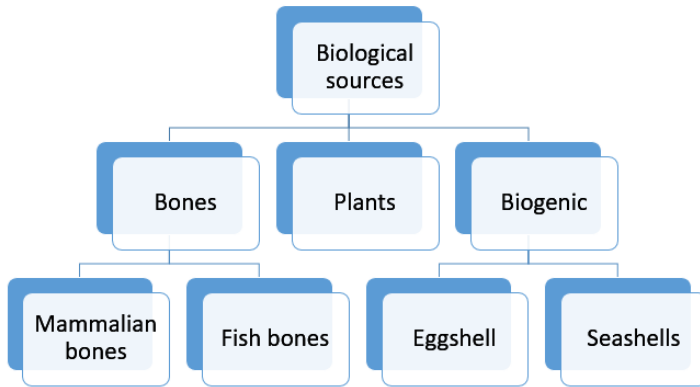 Biological
sources
Bones
Plants
Biogenic
Mammalian
bones
Fish bones
Eggshell
Seashells